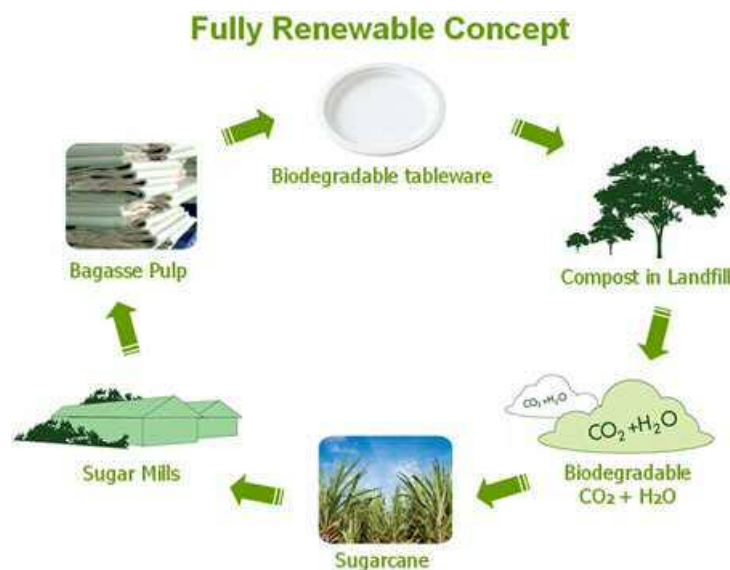 Fully Renewable Concept
Biodegradable tableware
Bagasse Pulp
Compost in Landfill
CO₂+H₂O
CO₂+H₂O
Sugar Mills
Biodegradable
CO₂ + H₂O
Sugarcane